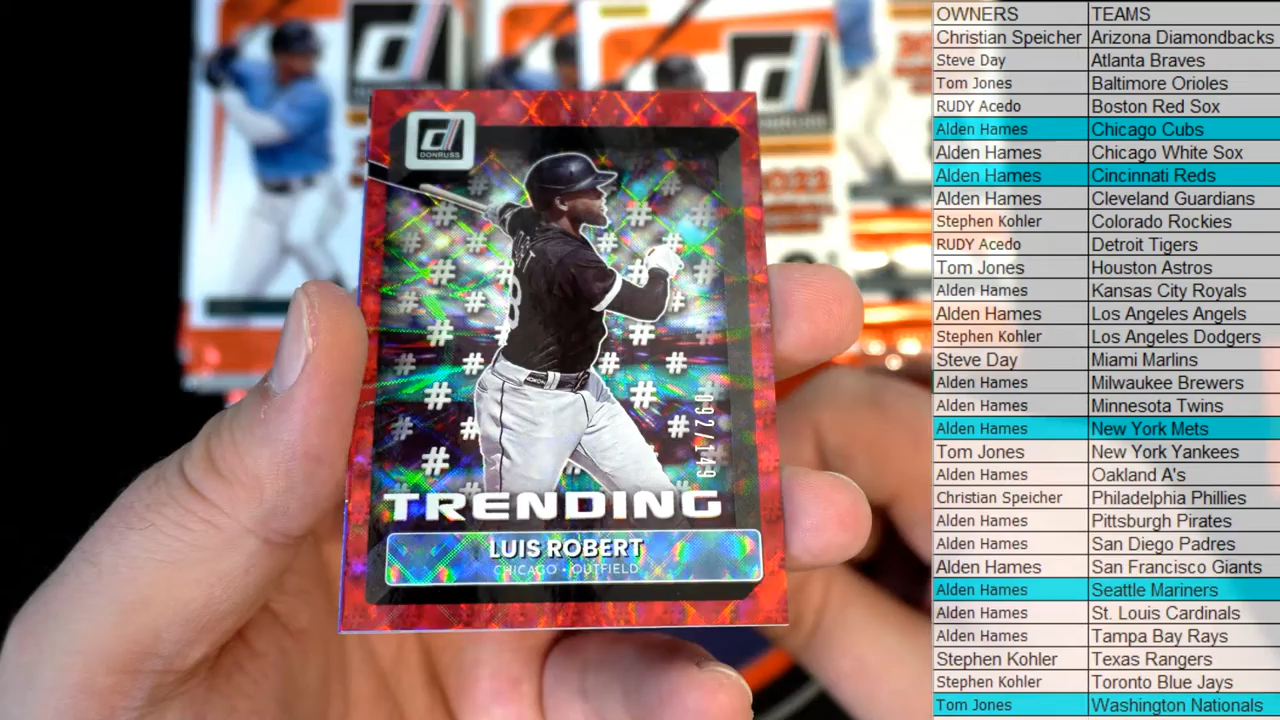 DONRUSS
092/149
TRENDING
LUIS ROBERT
CHICAGO • OUTFIELD
OWNERS TEAMS
Christian Speicher Arizona Diamondbacks
Steve Day Atlanta Braves
Tom Jones Baltimore Orioles
RUDY Acedo Boston Red Sox
Alden Hames Chicago Cubs
Alden Hames Chicago White Sox
Alden Hames Cincinnati Reds
Alden Hames Cleveland Guardians
Stephen Kohler Colorado Rockies
RUDY Acedo Detroit Tigers
Tom Jones Houston Astros
Alden Hames Kansas City Royals
Alden Hames Los Angeles Angels
Stephen Kohler Los Angeles Dodgers
Steve Day Miami Marlins
Alden Hames Milwaukee Brewers
Alden Hames Minnesota Twins
Alden Hames New York Mets
Tom Jones New York Yankees
Alden Hames Oakland A's
Christian Speicher Philadelphia Phillies
Alden Hames Pittsburgh Pirates
Alden Hames San Diego Padres
Alden Hames San Francisco Giants
Alden Hames Seattle Mariners
Alden Hames St. Louis Cardinals
Alden Hames Tampa Bay Rays
Stephen Kohler Texas Rangers
Stephen Kohler Toronto Blue Jays
Tom Jones Washington Nationals